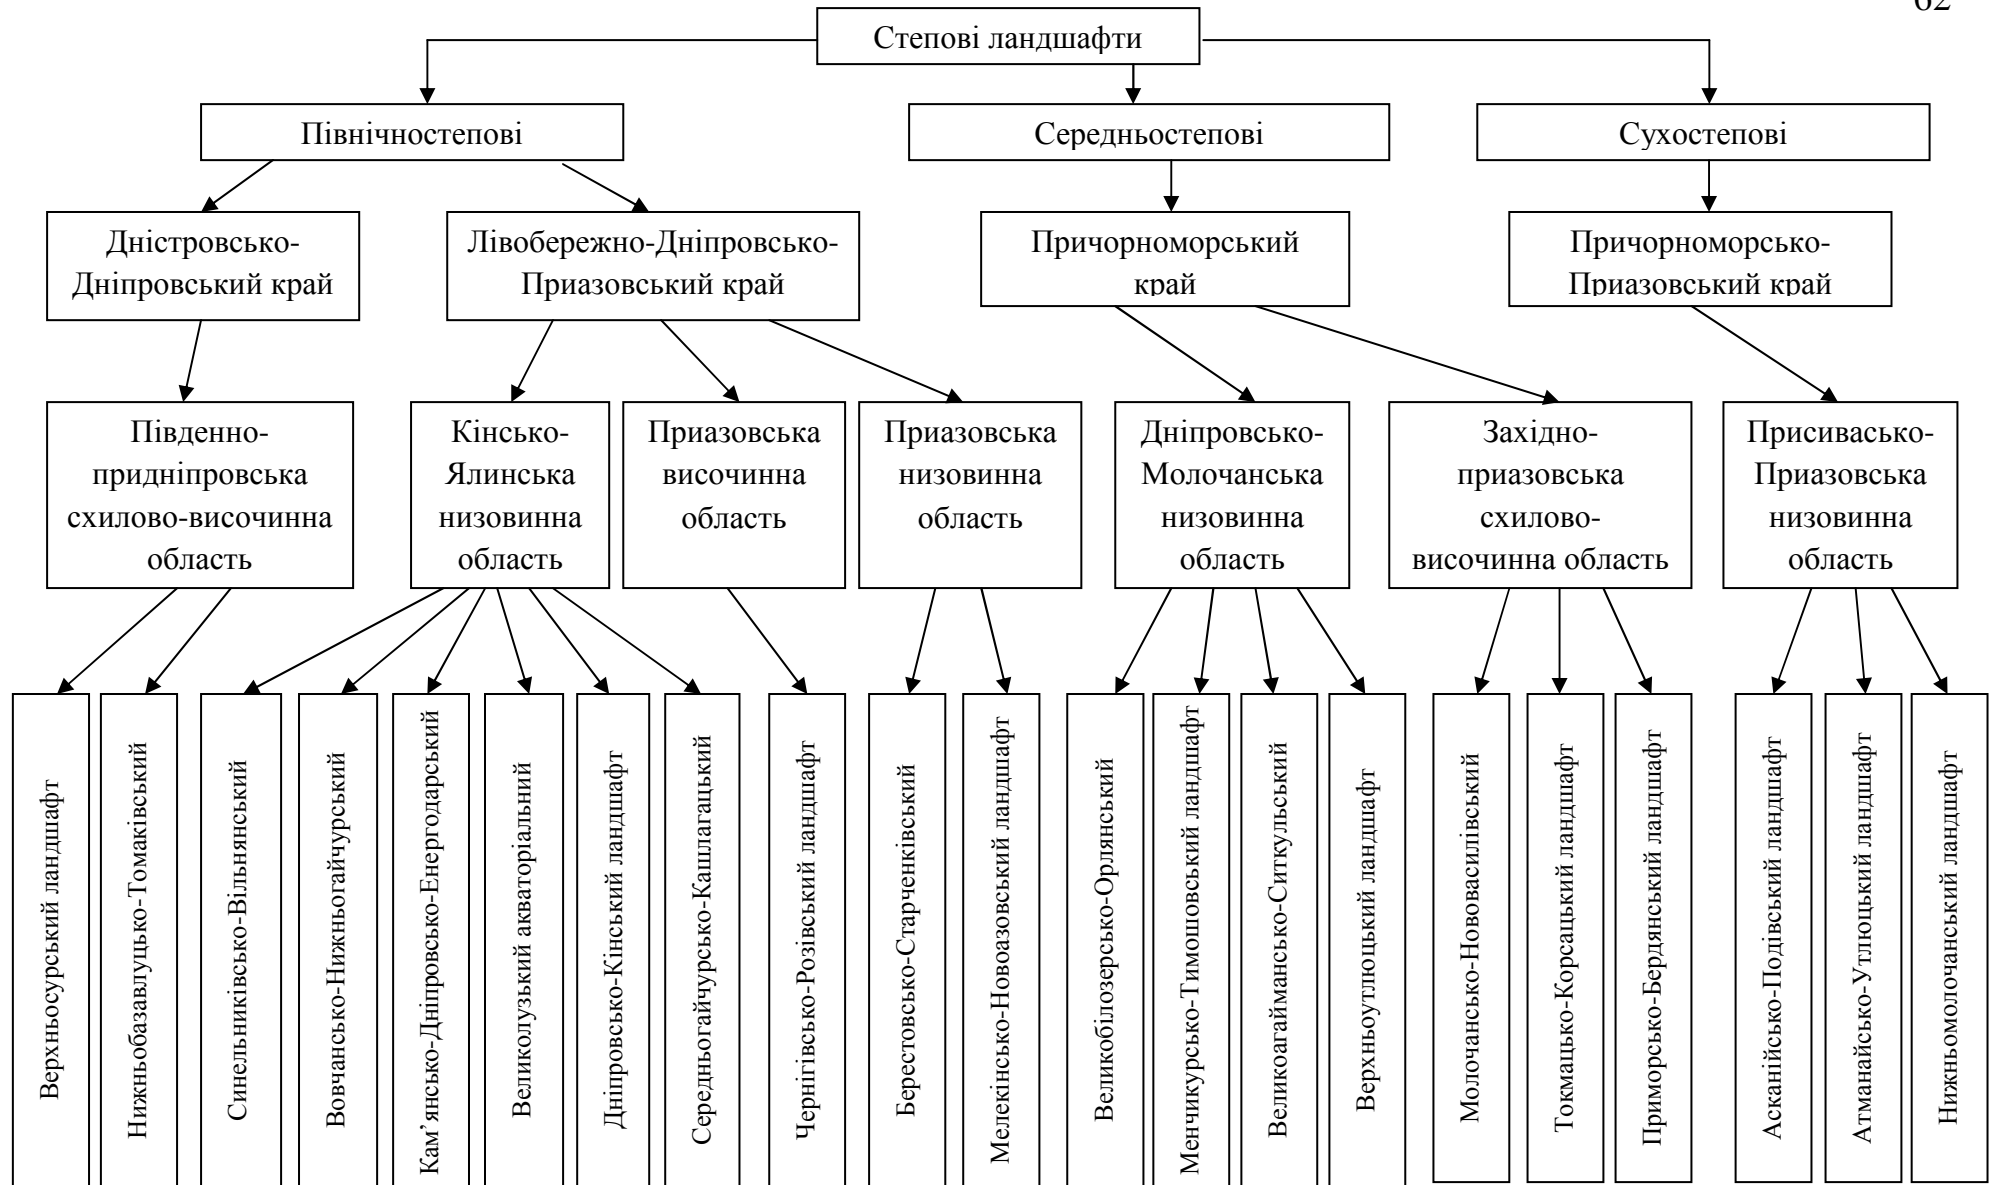 62
Степові ландшафти
Північностепові
Середньостепові
Сухостепові
Дністровсько-
Дніпровський край
Лівобережно-Дніпровсько-
Приазовський край
Причорноморський
край
Причорноморсько-
Приазовський край
Південно-
придніпровська
схилово-височинна
область
Кінсько-
Ялинська
низовинна
область
Приазовська
височинна
область
Приазовська
низовинна
область
Дніпровсько-
Молочанська
низовинна
область
Західно-
приазовська
схилово-
височинна область
Присивасько-
Приазовська
низовинна
область
Верхньосурський ландшафт
Нижньобазавлуцько-Томаківський
Синельниківсько-Вільнянський
Вовчансько-Нижньогайчурський
Кам’янсько-Дніпровсько-Енергодарський
Великолузький акваторіальний
Дніпровсько-Кінський ландшафт
Середньогайчурсько-Кашлагацький
Чернігівсько-Розівський ландшафт
Берестовсько-Старченківський
Мелекінсько-Новоазовський ландшафт
Великобілозерсько-Орлянський
Менчикурсько-Тимошовський ландшафт
Великоагаймансько-Ситкульський
Верхньоутлюцький ландшафт
Молочансько-Нововасилівський
Токмацько-Корсацький ландшафт
Приморсько-Бердянський ландшафт
Асканійсько-Подівський ландшафт
Атманайсько-Утлюцький ландшафт
Нижньомолочанський ландшафт